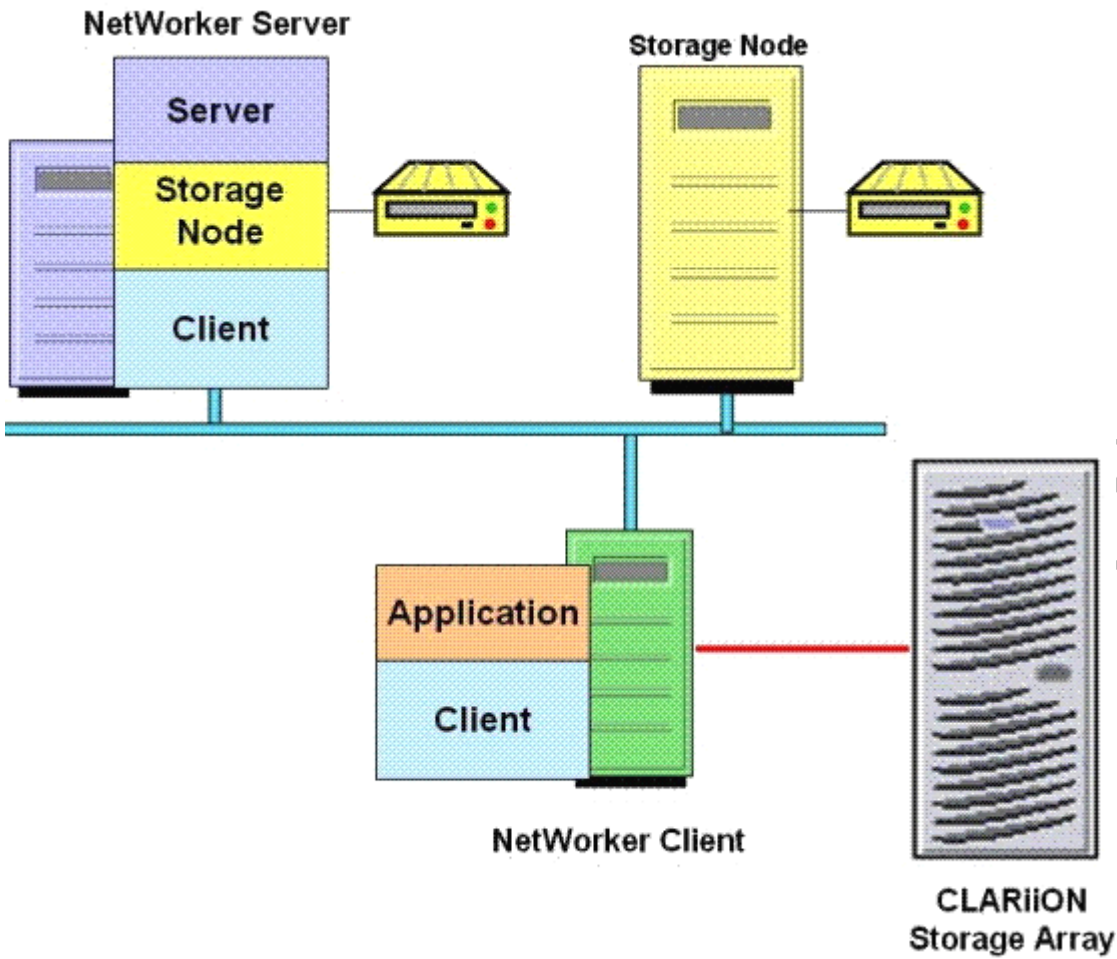 NetWorker Server
Storage Node
Server
Storage
Node
Client
Application
Client
NetWorker Client
CLARiiON
Storage Array